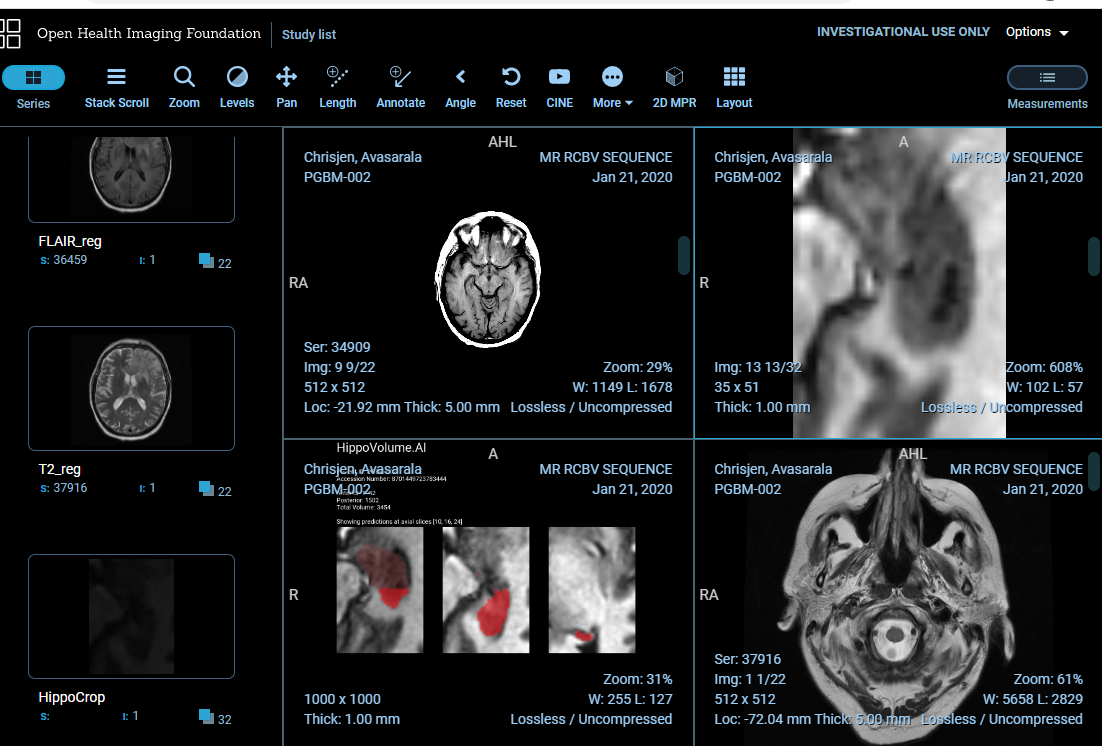 Open Health Imaging Foundation
Study list
INVESTIGATIONAL USE ONLY
Options
Series
Stack Scroll
Zoom
Levels
Pan
Length
Annotate
Angle
Reset
CINE
More
2D MPR
Layout
Measurements
FLAIR_reg
S: 36459 I: 1 22
T2_reg
S: 37916 I: 1 22
HippoCrop
S: I: 1 32
AHL
Chrisjen, Avasarala
PGBM-002
MR RCBV SEQUENCE
Jan 21, 2020
RA
Ser: 34909
Img: 9 9/22
512 x 512
Loc: -21.92 mm Thick: 5.00 mm
Zoom: 29%
W: 1149 L: 1678
Lossless / Uncompressed
A
Chrisjen, Avasarala
PGBM-002
MR RCBV SEQUENCE
Jan 21, 2020
R
Img: 13 13/32
35 x 51
Thick: 1.00 mm
Zoom: 608%
W: 102 L: 57
Lossless / Uncompressed
HippoVolume.AI
A
Chrisjen, Avasarala
PGBM-002
MR RCBV SEQUENCE
Jan 21, 2020
Accession Number: 8701449723783444
Posterior: 1502
Total Volume: 3454
Showing predictions at axial slices [10, 16, 24]
R
1000 x 1000
Thick: 1.00 mm
Zoom: 31%
W: 255 L: 127
Lossless / Uncompressed
AHL
Chrisjen, Avasarala
PGBM-002
MR RCBV SEQUENCE
Jan 21, 2020
RA
Ser: 37916
Img: 1 1/22
512 x 512
Loc: -72.04 mm Thick: 5.00 mm
Zoom: 61%
W: 5658 L: 2829
Lossless / Uncompressed